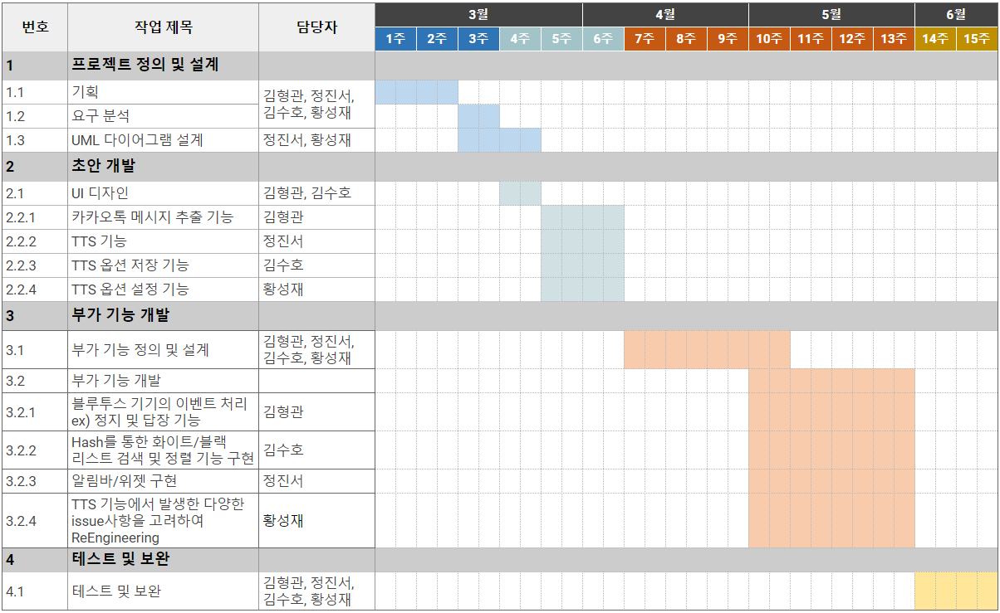 번호 작업 제목 담당자 3월 4월 5월 6월
1주 2주 3주 4주 5주 6주 7주 8주 9주 10주 11주 12주 13주 14주 15주
1 프로젝트 정의 및 설계
1.1 기획 김형관, 정진서,
김수호, 황성재
1.2 요구 분석
1.3 UML 다이어그램 설계 정진서, 황성재
2 초안 개발
2.1 UI 디자인 김형관, 김수호
2.2.1 카카오톡 메시지 추출 기능 김형관
2.2.2 TTS 기능 정진서
2.2.3 TTS 옵션 저장 기능 김수호
2.2.4 TTS 옵션 설정 기능 황성재
3 부가 기능 개발
3.1 부가 기능 정의 및 설계 김형관, 정진서,
김수호, 황성재
3.2 부가 기능 개발
3.2.1 블루투스 기기의 이벤트 처리
ex) 정지 및 답장 기능 김형관
3.2.2 Hash를 통한 화이트/블랙
리스트 검색 및 정렬 기능 구현 김수호
3.2.3 알림바/위젯 구현 정진서
3.2.4 TTS 기능에서 발생한 다양한
issue사항을 고려하여
ReEngineering 황성재
4 테스트 및 보완
4.1 테스트 및 보완 김형관, 정진서,
김수호, 황성재